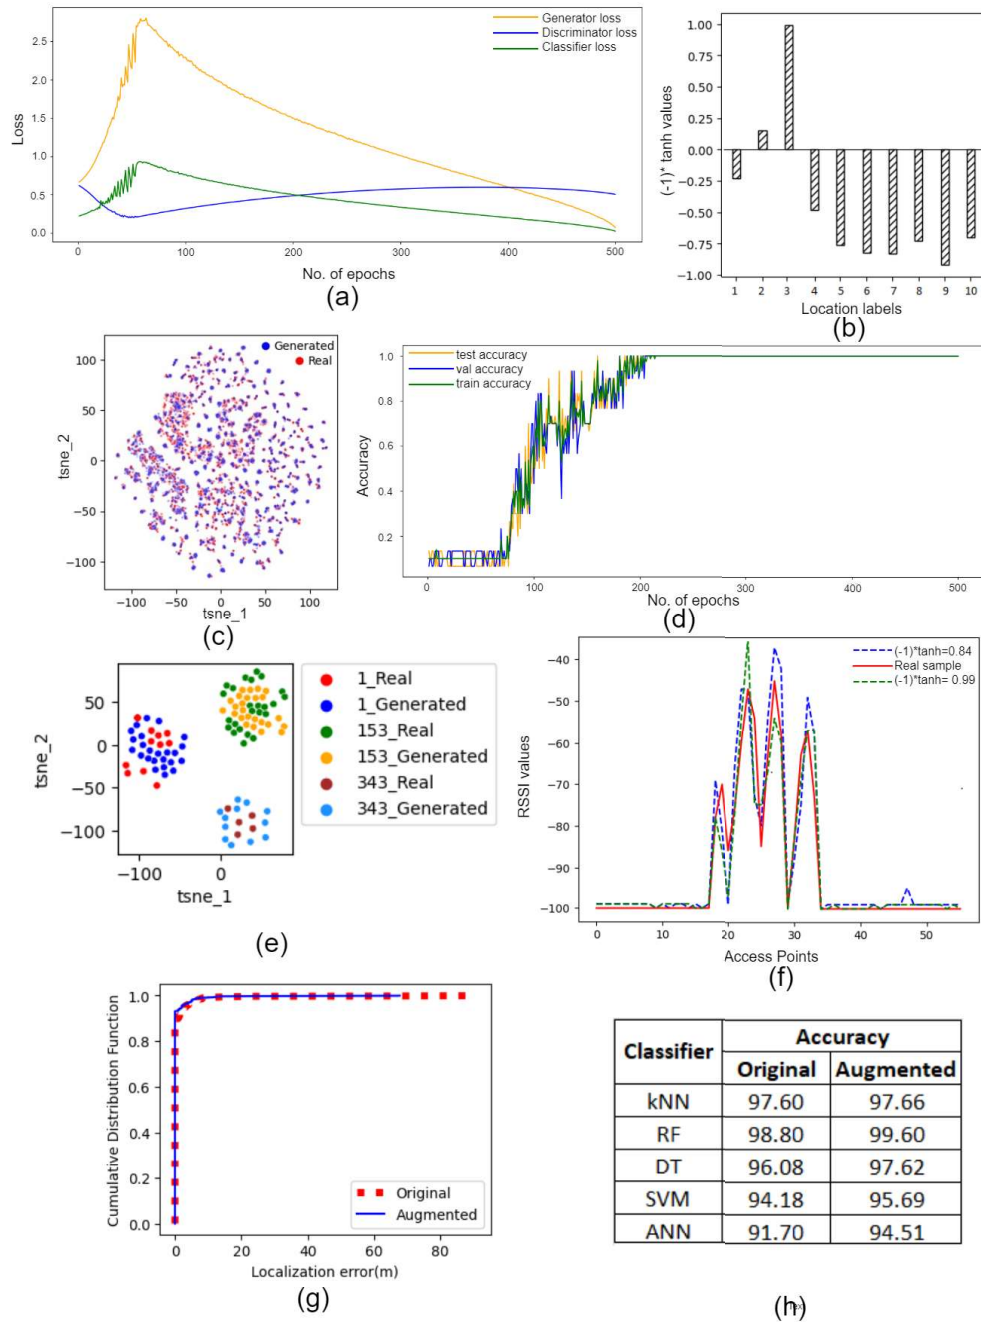 Generator loss
Discriminator loss
Classifier loss
2.5
2.0
1.5
1.0
0.5
0.0
Loss
0
200
300
400
500
No. of epochs
(a)
1.00
0.75
0.50
0.25
0.00
−0.25
−0.50
−0.75
−1.00
(-1)* tanh values
1 2 3 4 5 6 7 8 9 10
Location labels
(b)
Generated
Real
100
50
0
−50
−100
tsne_2
−100 −50 0 50 100
tsne_1
(c)
test accuracy
val accuracy
train accuracy
1.0
0.8
0.6
0.4
0.2
Accuracy
0 100 200 300 400 500
No. of epochs
(d)
50
0
−50
−100
tsne_2
−100 0
tsne_1
1_Real
1_Generated
153_Real
153_Generated
343_Real
343_Generated
(e)
(-1)*tanh=0.84
Real sample
(-1)*tanh= 0.99
−40
−50
−60
−70
−80
−90
−100
RSSI values
0 10 20 30 40 50
Access Points
(f)
1.0
0.8
0.6
0.4
0.2
0.0
Cumulative Distribution Function
Original
Augmented
0 20 40 60 80
Localization error(m)
(g)
Classifier Accuracy
Original Augmented
kNN 97.60 97.66
RF 98.80 99.60
DT 96.08 97.62
SVM 94.18 95.69
ANN 91.70 94.51
(h)